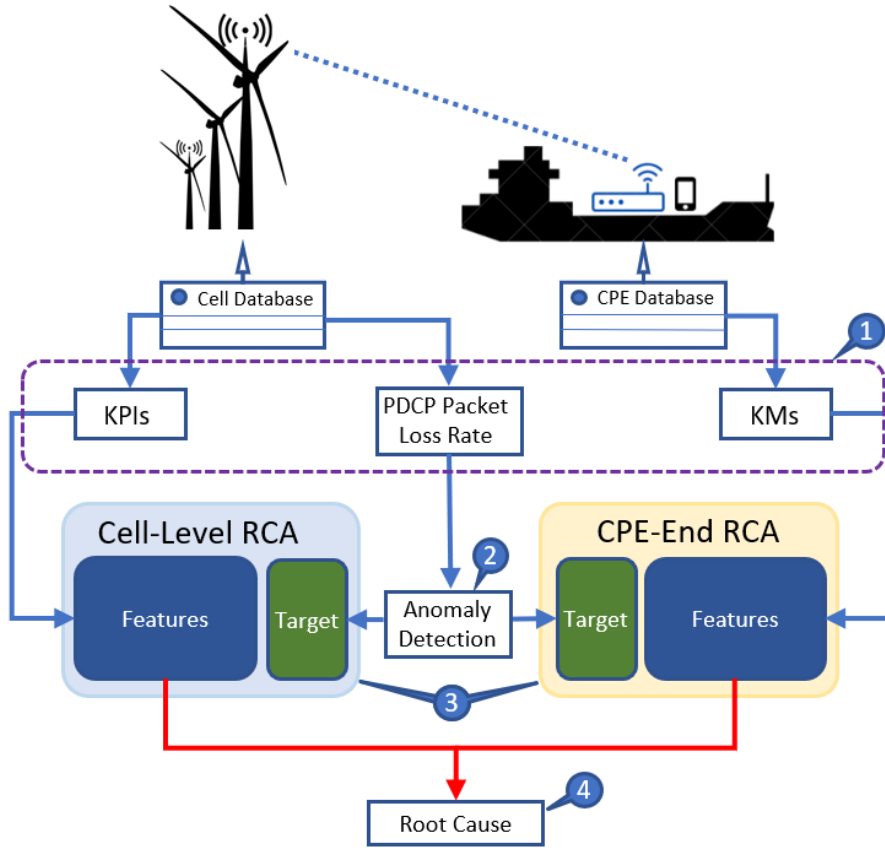 Cell Database
CPE Database
1
KPIs
PDCP Packet
Loss Rate
KMs
Cell-Level RCA
CPE-End RCA
2
Features
Target
Anomaly
Detection
Target
Features
3
4
Root Cause